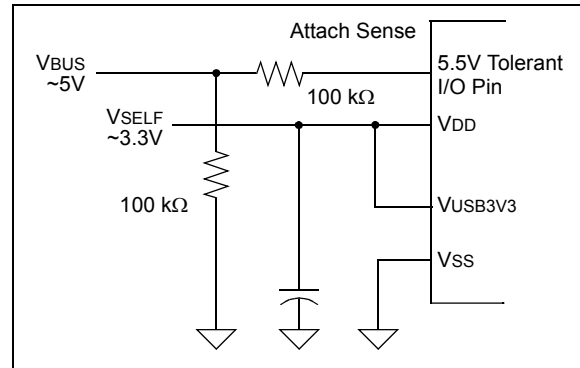 Attach Sense
VBUS
~5V
100 kΩ
5.5V Tolerant
I/O Pin
VSELF
~3.3V
VDD
100 kΩ
VUSB3V3
VSS